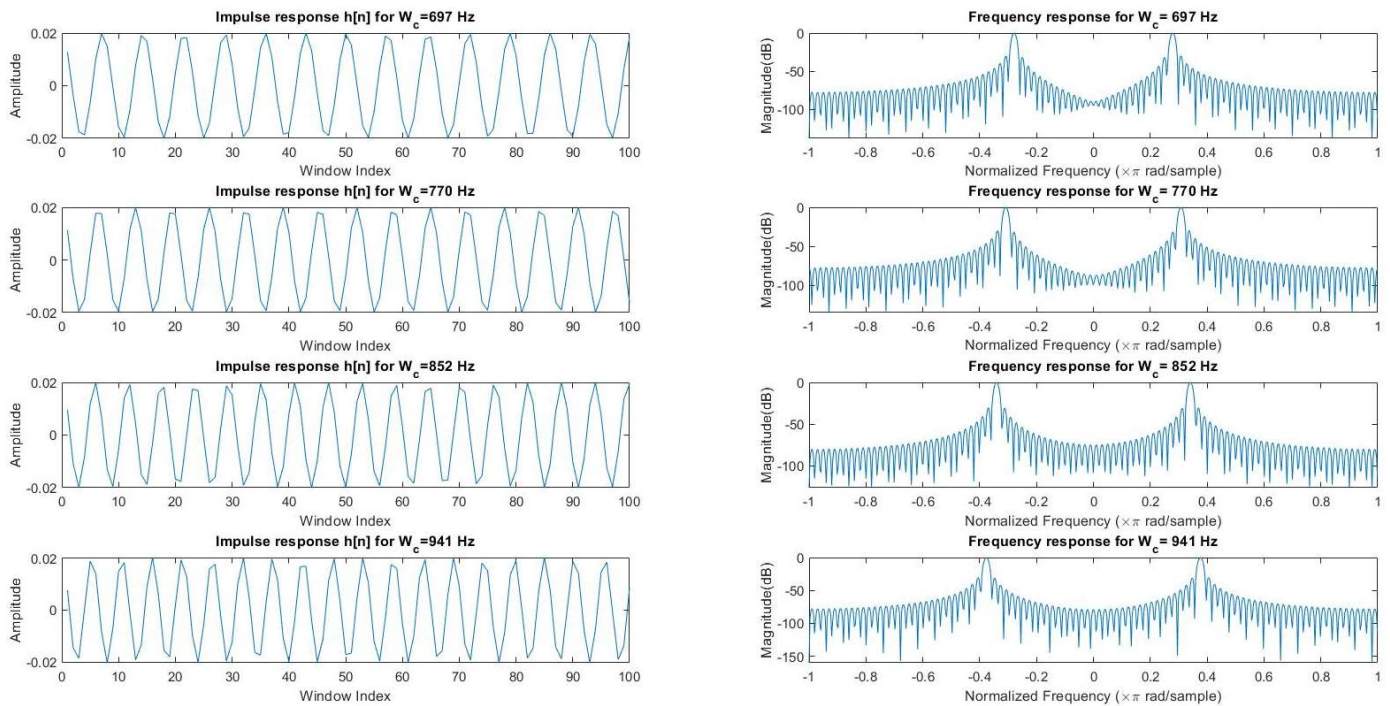 Impulse response h[n] for W_c=697 Hz
Amplitude
0.02
0
-0.02
0 10 20 30 40 50 60 70 80 90 100
Window Index
Frequency response for W_c= 697 Hz
Magnitude(dB)
0
-50
-100
-1 -0.8 -0.6 -0.4 -0.2 0 0.2 0.4 0.6 0.8 1
Normalized Frequency (×π rad/sample)
Impulse response h[n] for W_c=770 Hz
Amplitude
0.02
0
-0.02
0 10 20 30 40 50 60 70 80 90 100
Window Index
Frequency response for W_c= 770 Hz
Magnitude(dB)
0
-50
-100
-1 -0.8 -0.6 -0.4 -0.2 0 0.2 0.4 0.6 0.8 1
Normalized Frequency (×π rad/sample)
Impulse response h[n] for W_c=852 Hz
Amplitude
0.02
0
-0.02
0 10 20 30 40 50 60 70 80 90 100
Window Index
Frequency response for W_c= 852 Hz
Magnitude(dB)
0
-50
-100
-1 -0.8 -0.6 -0.4 -0.2 0 0.2 0.4 0.6 0.8 1
Normalized Frequency (×π rad/sample)
Impulse response h[n] for W_c=941 Hz
Amplitude
0.02
0
-0.02
0 10 20 30 40 50 60 70 80 90 100
Window Index
Frequency response for W_c= 941 Hz
Magnitude(dB)
0
-50
-100
-150
-1 -0.8 -0.6 -0.4 -0.2 0 0.2 0.4 0.6 0.8 1
Normalized Frequency (×π rad/sample)